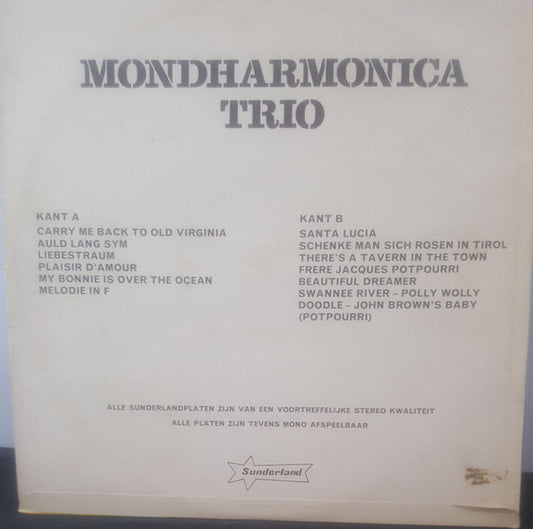 MONDHARMONICA
TRIO
KANT A
CARRY ME BACK TO OLD VIRGINIA
AULD LANG SYM
LIEBESTRAUM
PLAISIR D'AMOUR
MY BONNIE IS OVER THE OCEAN
MELODIE IN F
KANT B
SANTA LUCIA
SCHENKE MAN SICH ROSEN IN TIROL
THERE'S A TAVERN IN THE TOWN
FRERE JACQUES POTPOURRI
BEAUTIFUL DREAMER
SWANNEE RIVER – POLLY WOLLY
DOODLE – JOHN BROWN'S BABY
(POTPOURRI)
ALLE SUNDERLANDPLATEN ZIJN VAN EEN VOORTREFFELIJKE STEREO KWALITEIT
ALLE PLATEN ZIJN TEVENS MONO AFSPEELBAAR
Sunderland